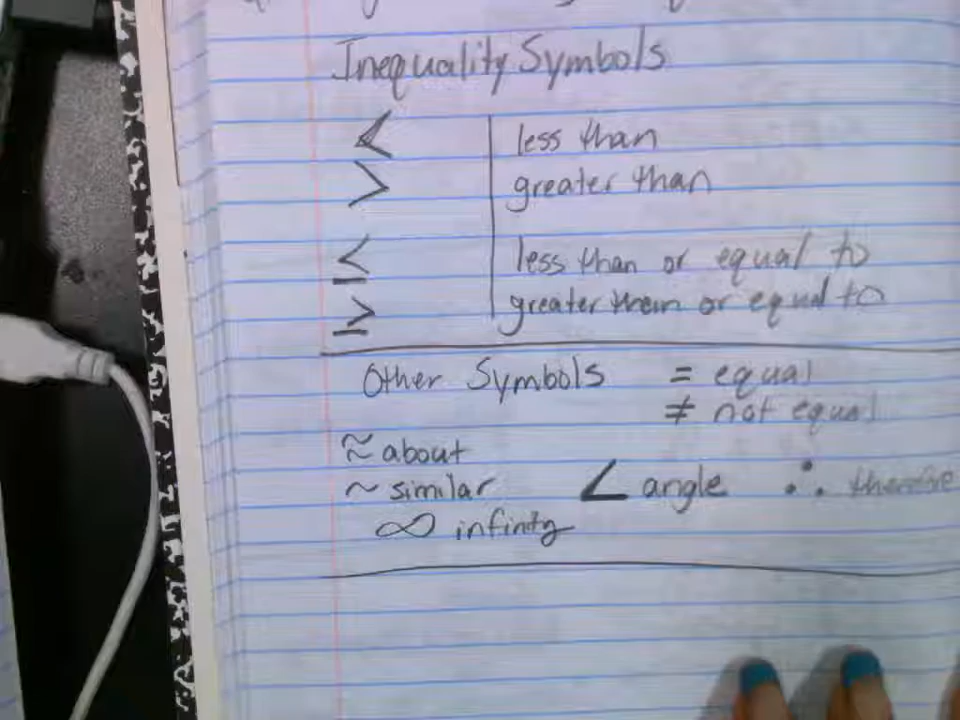 Inequality Symbols
< less than
> greater than
≤ less than or equal to
≥ greater them or equal to
Other Symbols = equal
≠ not equal
≈ about
~ similar ∠ angle ∴ therefore
∞ infinity